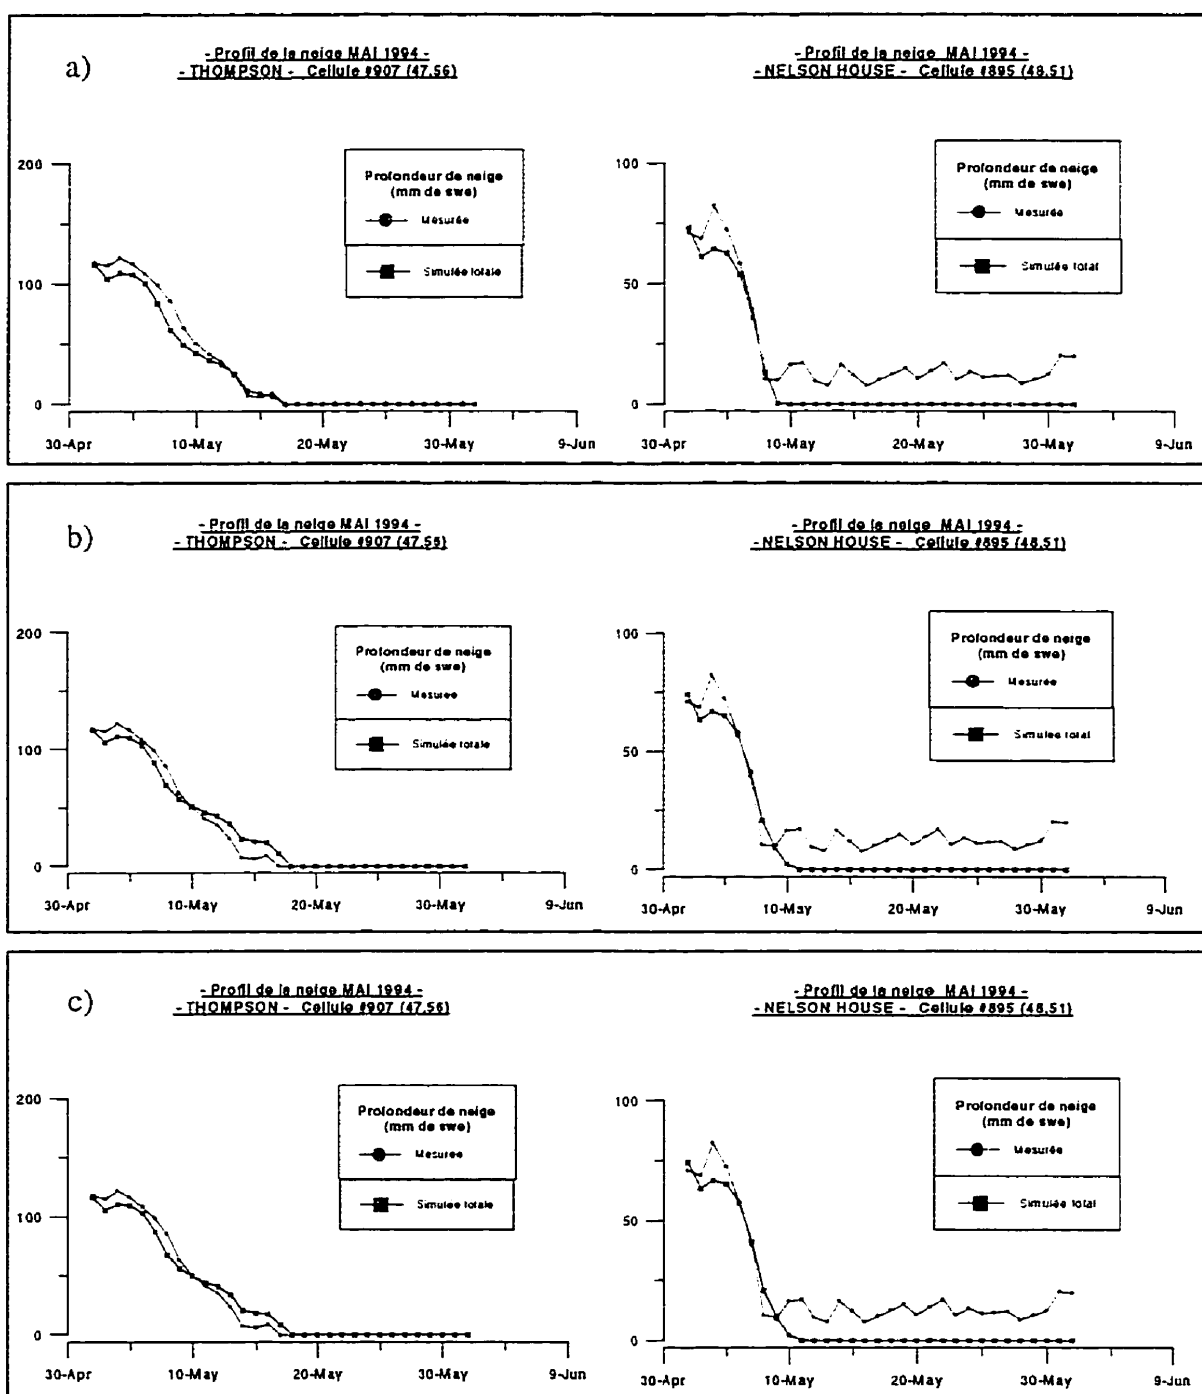 a)
- Profil de la neige MAI 1994 -
- THOMPSON - Cellule #907 (47,56)
200
100
0
Profondeur de neige
(mm de swe)
Mesurée
Simulée totale
30-Apr 10-May 20-May 30-May 9-Jun
- Profil de la neige MAI 1994 -
- NELSON HOUSE - Cellule #895 (48,51)
100
50
0
Profondeur de neige
(mm de swe)
Mesurée
Simulée total
30-Apr 10-May 20-May 30-May 9-Jun
b)
- Profil de la neige MAI 1994 -
- THOMPSON - Cellule #907 (47,56)
200
100
0
Profondeur de neige
(mm de swe)
Mesurée
Simulée totale
30-Apr 10-May 20-May 30-May 9-Jun
- Profil de la neige MAI 1994 -
- NELSON HOUSE - Cellule #895 (48,51)
100
50
0
Profondeur de neige
(mm de swe)
Mesurée
Simulée total
30-Apr 10-May 20-May 30-May 9-Jun
c)
- Profil de la neige MAI 1994 -
- THOMPSON - Cellule #907 (47,56)
200
100
0
Profondeur de neige
(mm de swe)
Mesurée
Simulée totale
30-Apr 10-May 20-May 30-May 9-Jun
- Profil de la neige MAI 1994 -
- NELSON HOUSE - Cellule #895 (48,51)
100
50
0
Profondeur de neige
(mm de swe)
Mesurée
Simulée total
30-Apr 10-May 20-May 30-May 9-Jun